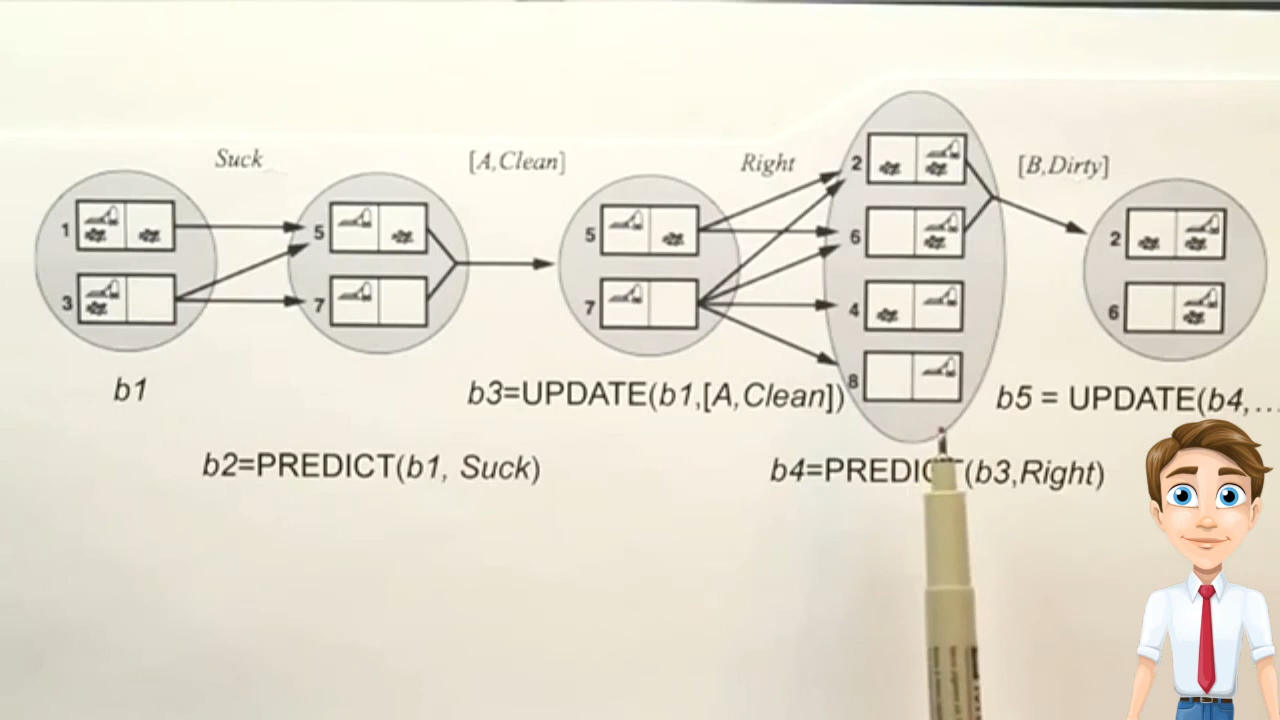 Suck [A,Clean] Right [B,Dirty]
1 5 5 2 2
3 7 7 6 6
4
8
b1 b3=UPDATE(b1,[A,Clean]) b5 = UPDATE(b4,...
b2=PREDICT(b1, Suck) b4=PREDICT(b3,Right)